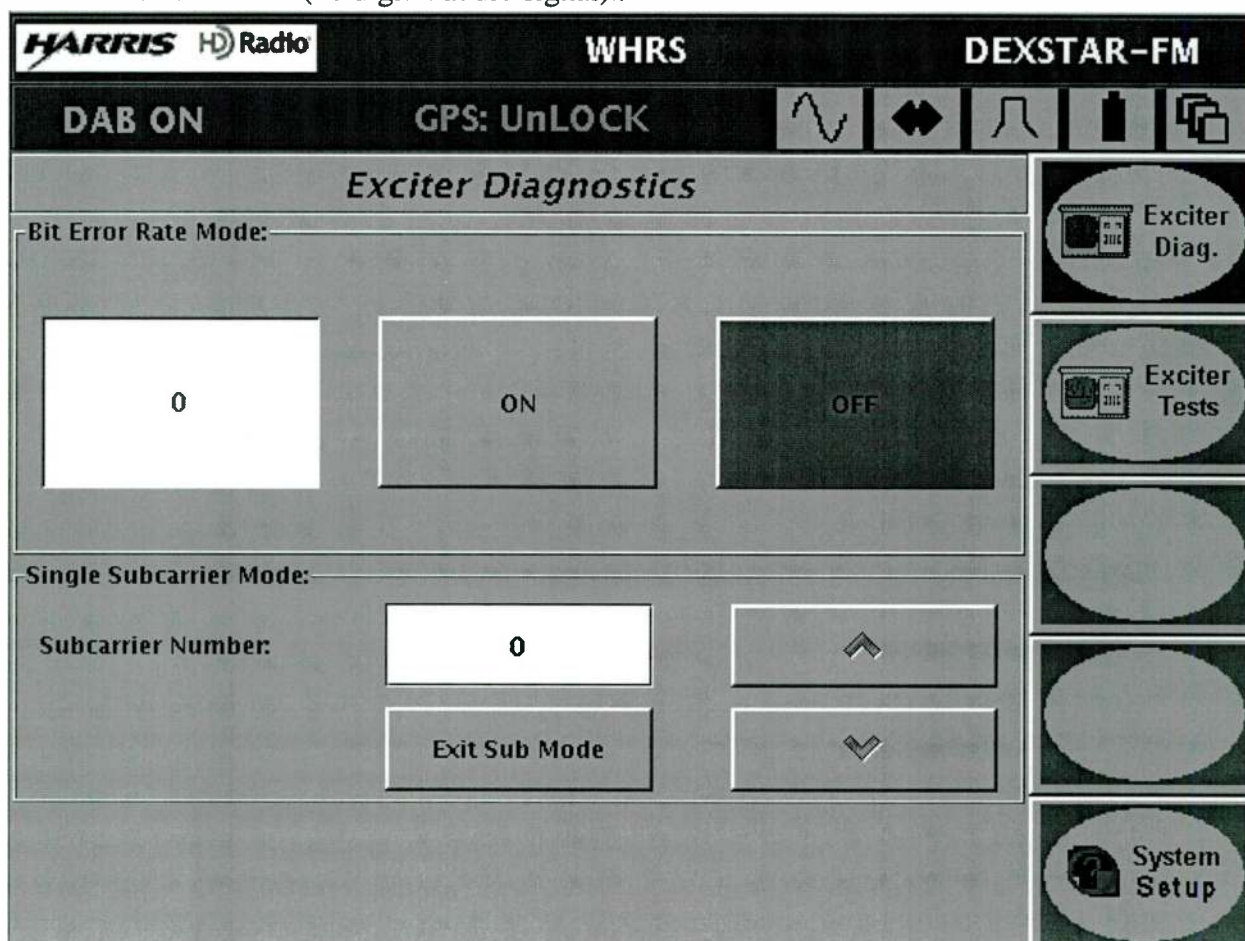 HARRIS HD Radio WHRS DEXSTAR-FM
DAB ON GPS: UnLOCK
Exciter Diagnostics
Exciter
Diag.
Bit Error Rate Mode:
0 ON OFF
Exciter
Tests
Single Subcarrier Mode:
Subcarrier Number: 0
Exit Sub Mode
System
Setup